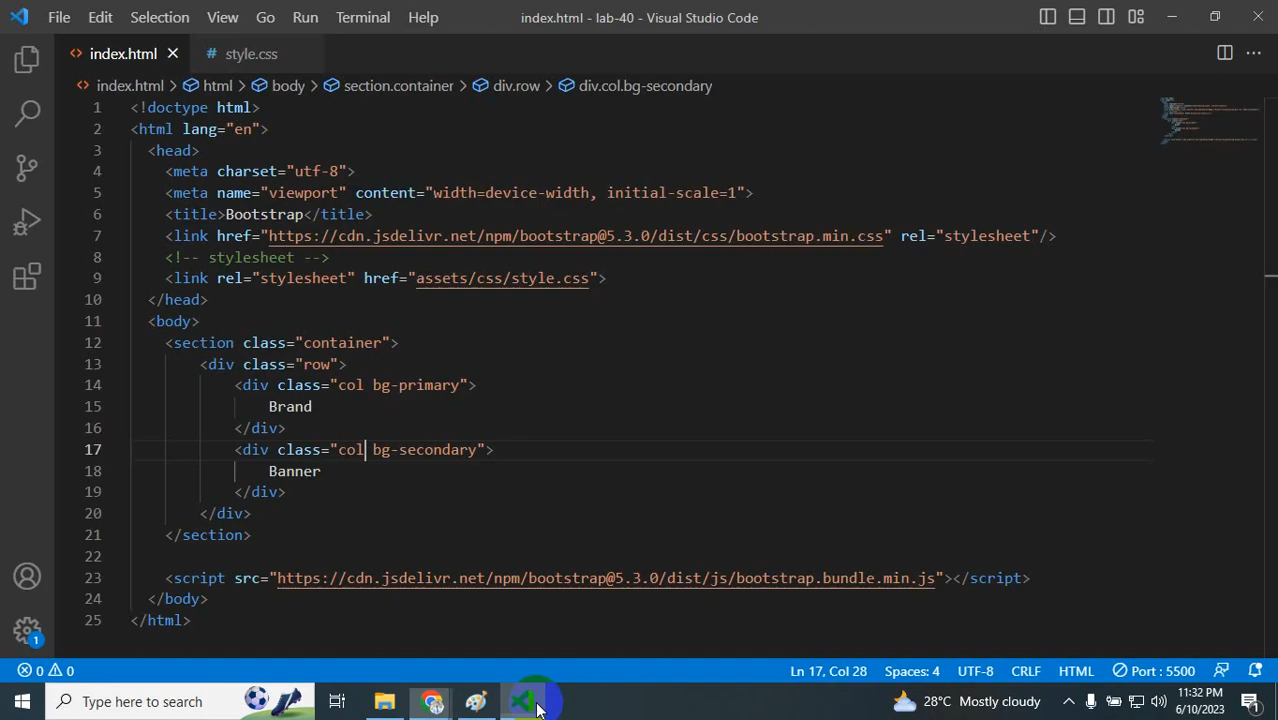 File Edit Selection View Go Run Terminal Help index.html - lab-40 - Visual Studio Code
index.html style.css
index.html > html > body > section.container > div.row > div.col.bg-secondary
1 <!doctype html>
2 <html lang="en">
3 <head>
4 <meta charset="utf-8">
5 <meta name="viewport" content="width=device-width, initial-scale=1">
6 <title>Bootstrap</title>
7 <link href="https://cdn.jsdelivr.net/npm/bootstrap@5.3.0/dist/css/bootstrap.min.css" rel="stylesheet"/>
8 <!-- stylesheet -->
9 <link rel="stylesheet" href="assets/css/style.css">
10 </head>
11 <body>
12 <section class="container">
13 <div class="row">
14 <div class="col bg-primary">
15 Brand
16 </div>
17 <div class="col bg-secondary">
18 Banner
19 </div>
20 </div>
21 </section>
22
23 <script src="https://cdn.jsdelivr.net/npm/bootstrap@5.3.0/dist/js/bootstrap.bundle.min.js"></script>
24 </body>
25 </html>
1
0 0 Ln 17, Col 28 Spaces: 4 UTF-8 CRLF HTML Port : 5500
Type here to search 28°C Mostly cloudy 11:32 PM
6/10/2023 1